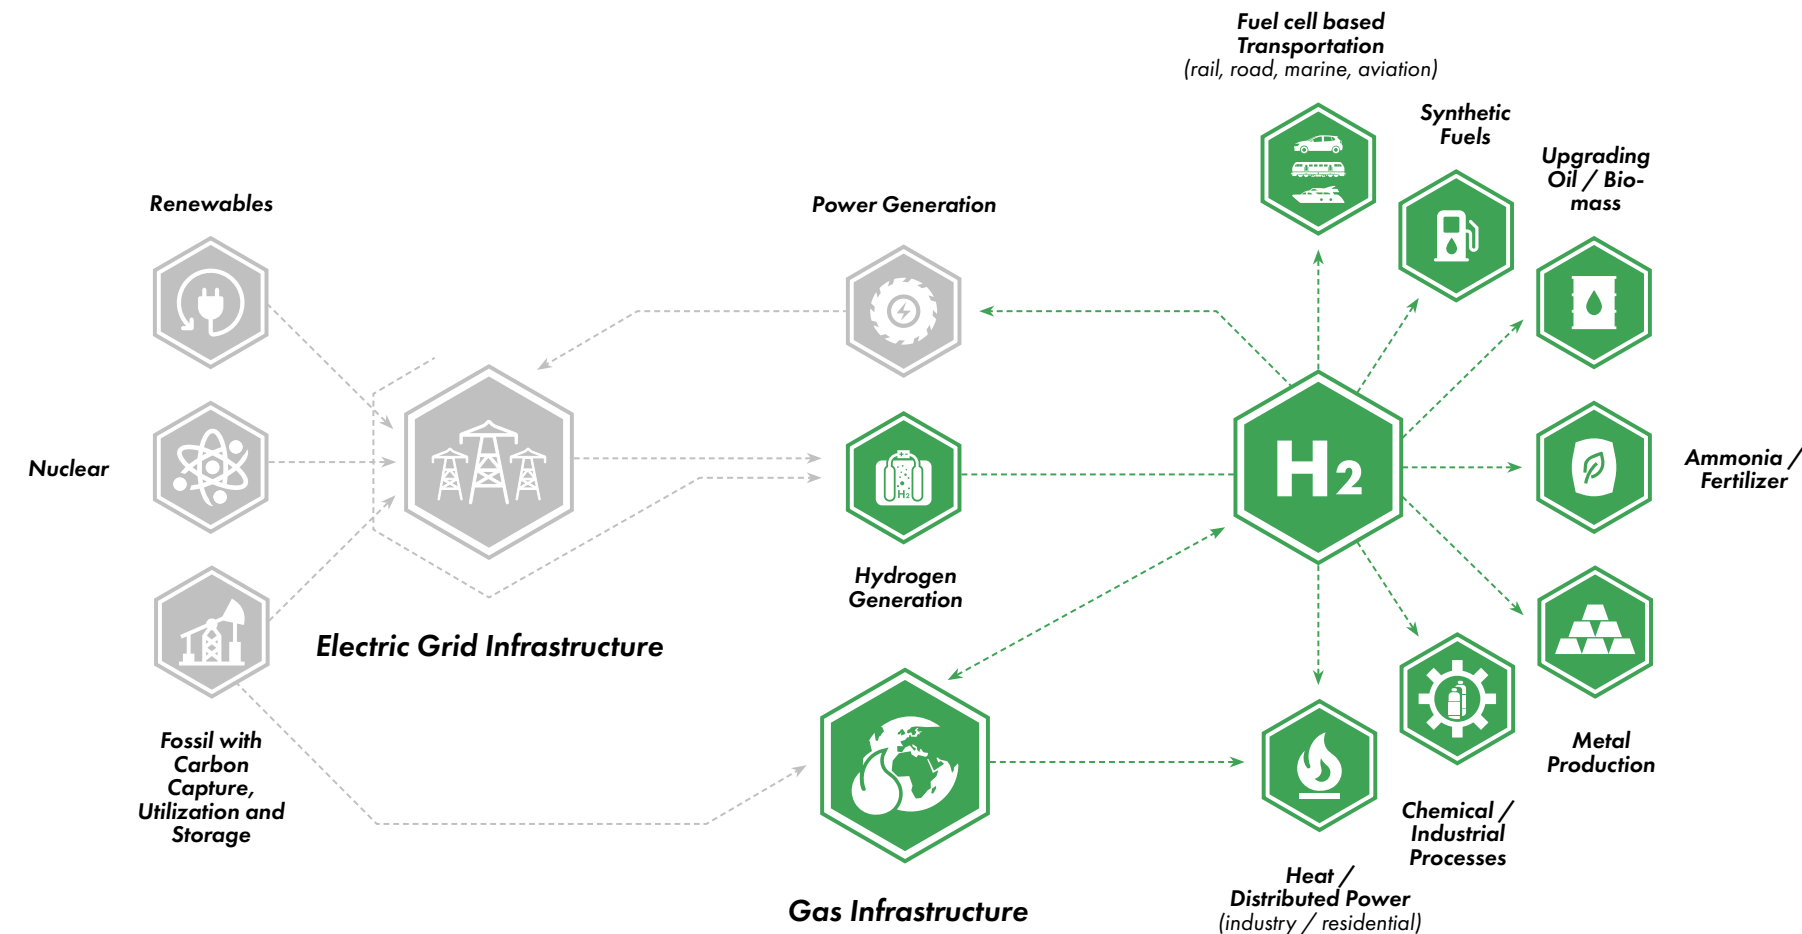 Fuel cell based
Transportation
(rail, road, marine, aviation)
Synthetic
Fuels
Upgrading
Oil / Bio-
mass
Renewables
Power Generation
Nuclear
H2
H2
Ammonia /
Fertilizer
Hydrogen
Generation
Electric Grid Infrastructure
Fossil with
Carbon
Capture,
Utilization and
Storage
Metal
Production
Chemical /
Industrial
Processes
Heat /
Distributed Power
(industry / residential)
Gas Infrastructure